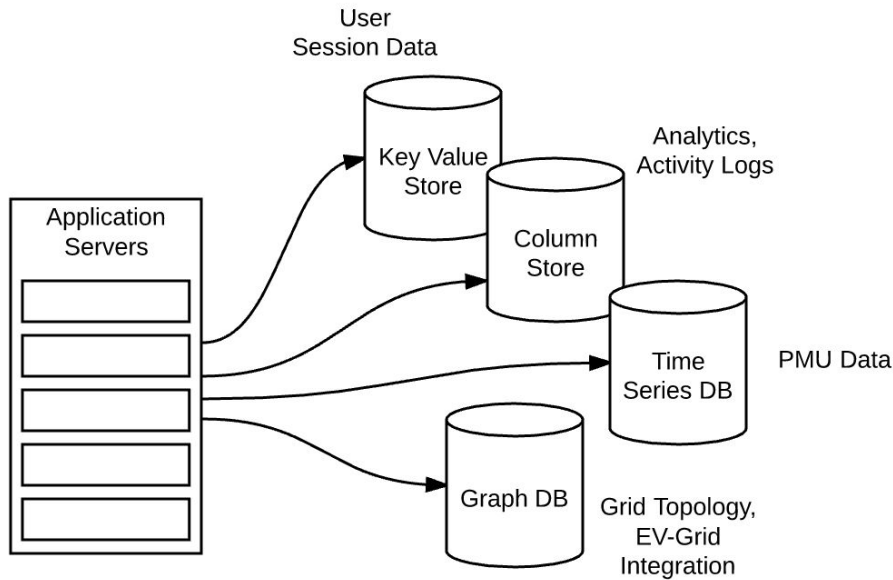 User
Session Data
Key Value
Store
Analytics,
Activity Logs
Application
Servers
Column
Store
Time
Series DB
PMU Data
Graph DB
Grid Topology,
EV-Grid
Integration